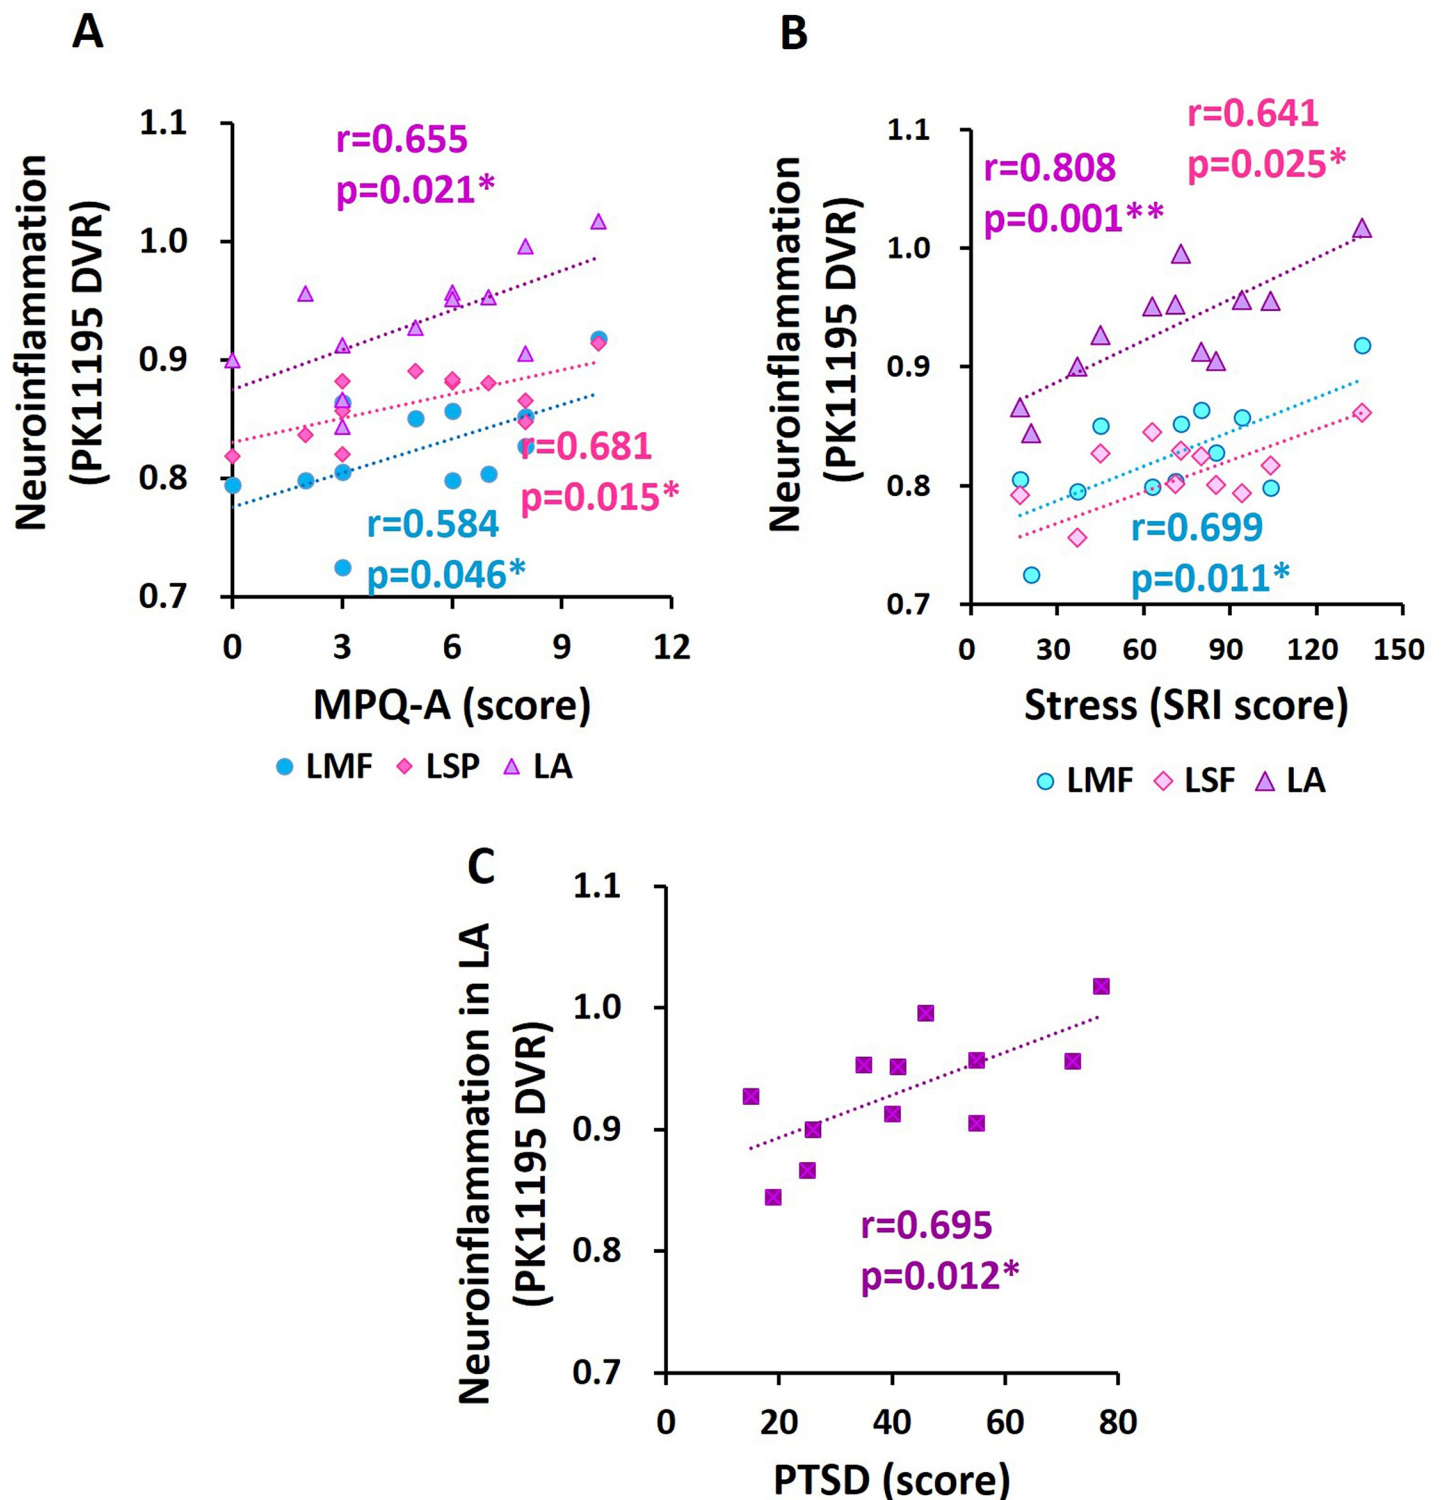 A
Neuroinflammation
(PK11195 DVR)
1.1
1.0
0.9
0.8
0.7
r=0.655
p=0.021*
r=0.681
p=0.015*
r=0.584
p=0.046*
0 3 6 9 12
MPQ-A (score)
LMF LSP LA
B
Neuroinflammation
(PK11195 DVR)
1.1
1.0
0.9
0.8
0.7
r=0.641
p=0.025*
r=0.808
p=0.001**
r=0.699
p=0.011*
0 30 60 90 120 150
Stress (SRI score)
LMF LSF LA
C
Neuroinflammation in LA
(PK11195 DVR)
1.1
1.0
0.9
0.8
0.7
r=0.695
p=0.012*
0 20 40 60 80
PTSD (score)